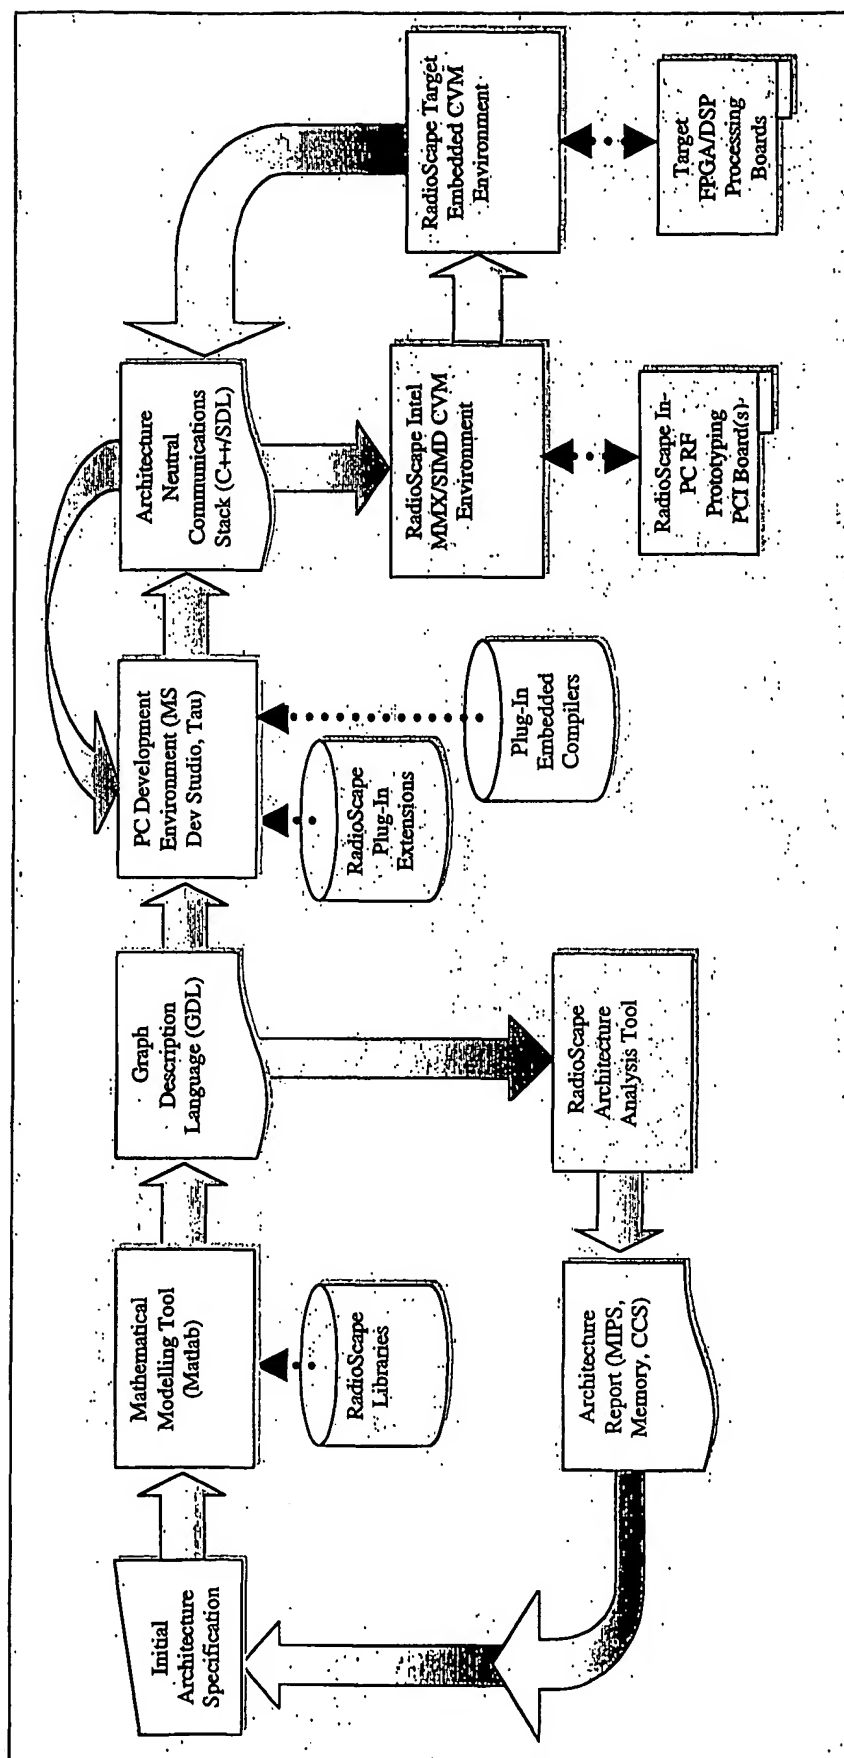 Initial
Architecture
Specification
Mathematical
Modelling Tool
(Matlab)
Graph
Description
Language (GDL)
PC Development
Environment (MS
Dev Studio, Tau)
Architecture
Neutral
Communications
Stack (C++/SDL)
RadioScape
Libraries
RadioScape
Plug-In
Extensions
Plug-In
Embedded
Compilers
RadioScape Intel
MMX/SIMD CVM
Environment
RadioScape Target
Embedded CVM
Environment
Architecture
Report (MIPS,
Memory, CCS)
RadioScape
Architecture
Analysis Tool
RadioScape In-
PC RF
Prototyping
PCI Board(s)
Target
FPGA/DSP
Processing
Boards